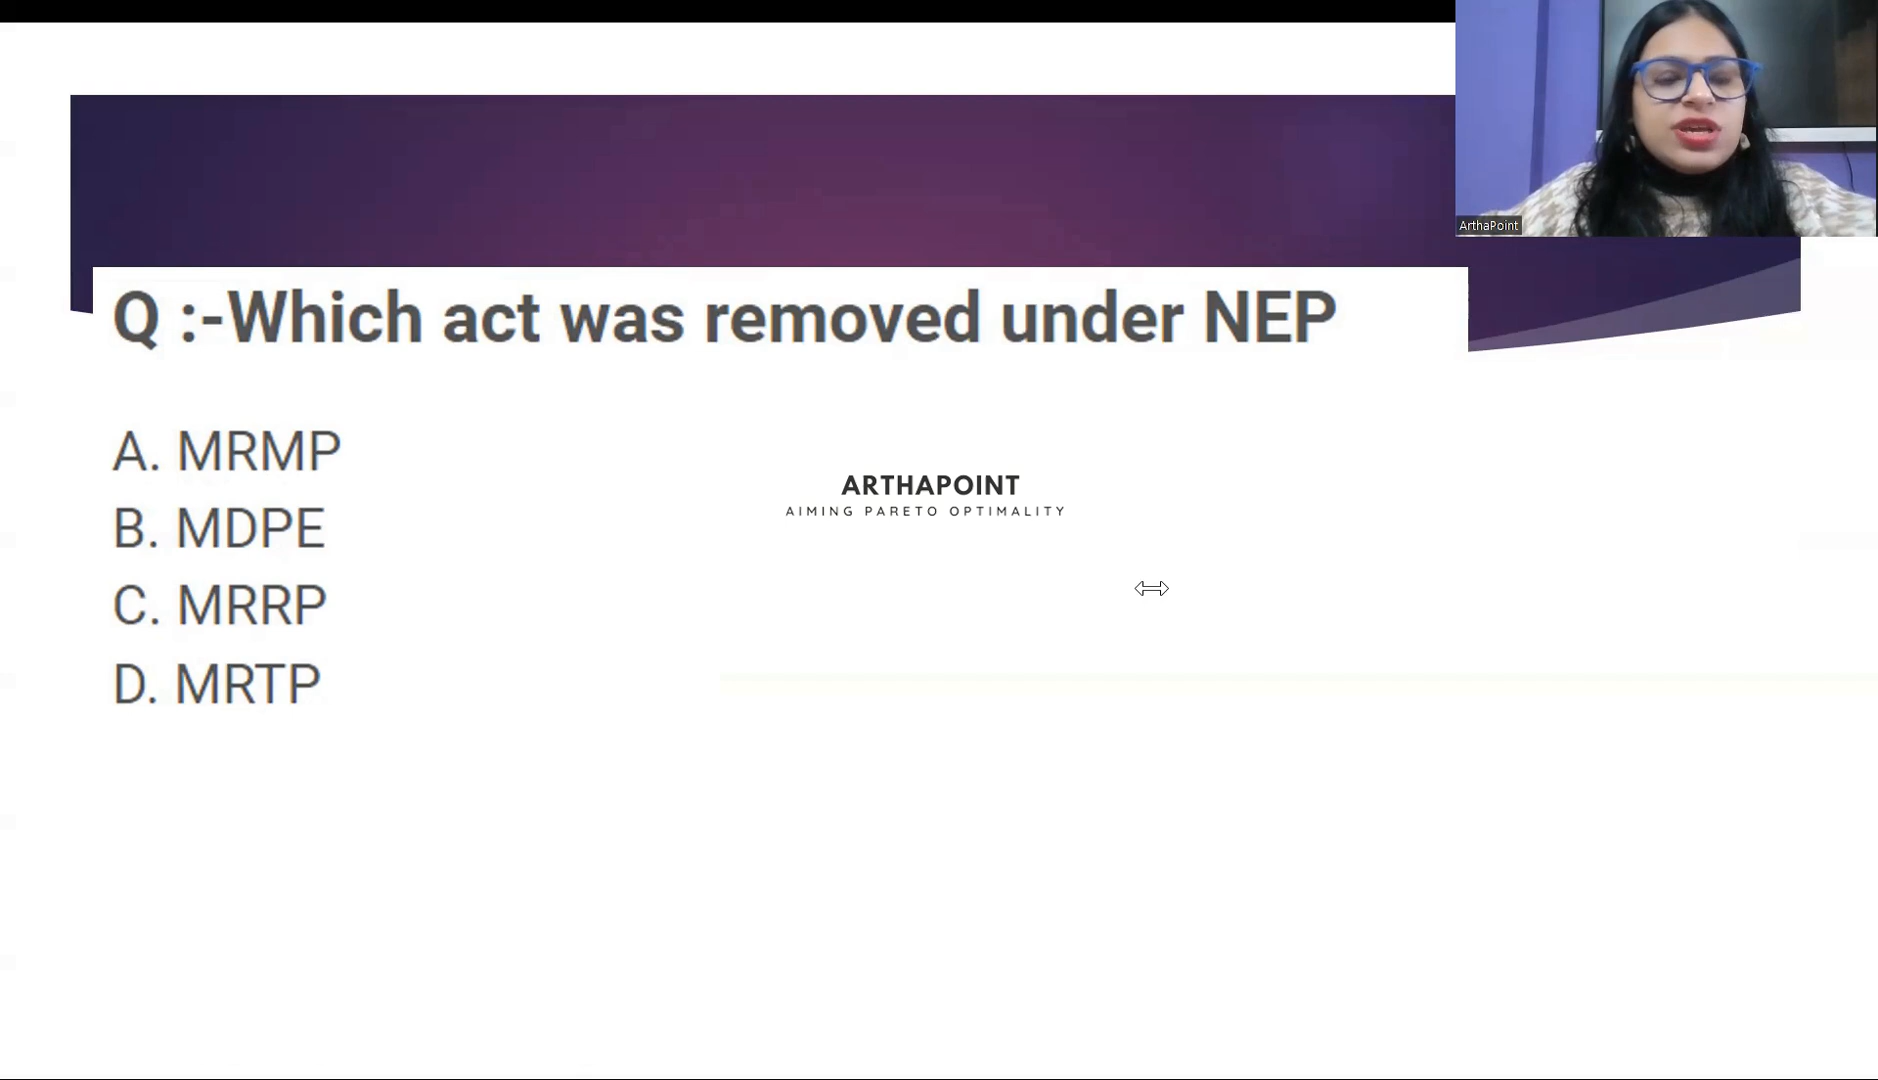 ArthaPoint
Q :-Which act was removed under NEP
A. MRMP
B. MDPE
C. MRRP
D. MRTP
ARTHAPOINT
AIMING PARETO OPTIMALITY